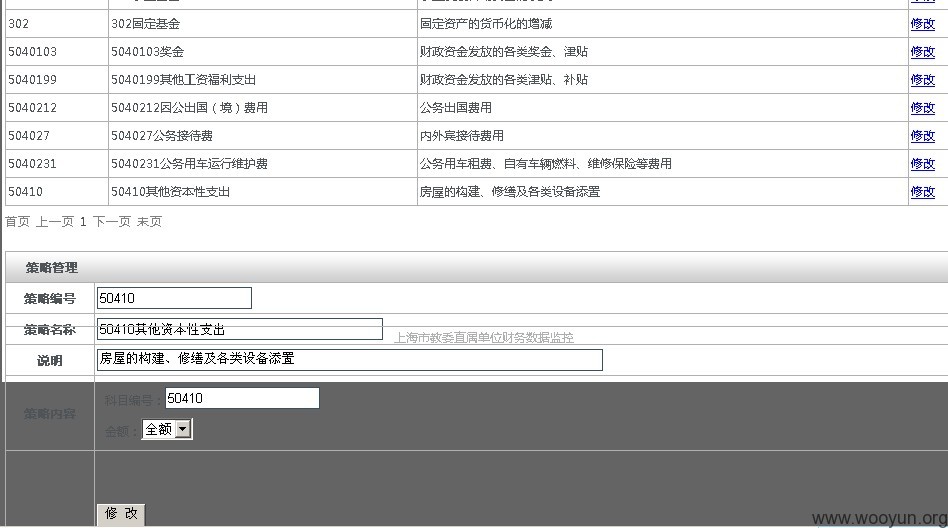 302 302固定基金 固定资产的货币化的增减 修改
5040103 5040103奖金 财政资金发放的各类奖金、津贴 修改
5040199 5040199其他工资福利支出 财政资金发放的各类津贴、补贴 修改
5040212 5040212因公出国（境）费用 公务出国费用 修改
504027 504027公务接待费 内外宾接待费用 修改
5040231 5040231公务用车运行维护费 公务用车租费、自有车辆燃料、维修保险等费用 修改
50410 50410其他资本性支出 房屋的构建、修缮及各类设备添置 修改
首页 上一页 1 下一页 末页
策略管理
策略编号 50410
策略名称 50410其他资本性支出
上海市教委直属单位财务数据监控
说明 房屋的构建、修缮及各类设备添置
策略内容 科目编号： 50410
金额： 全额
修 改
www.wooyun.org